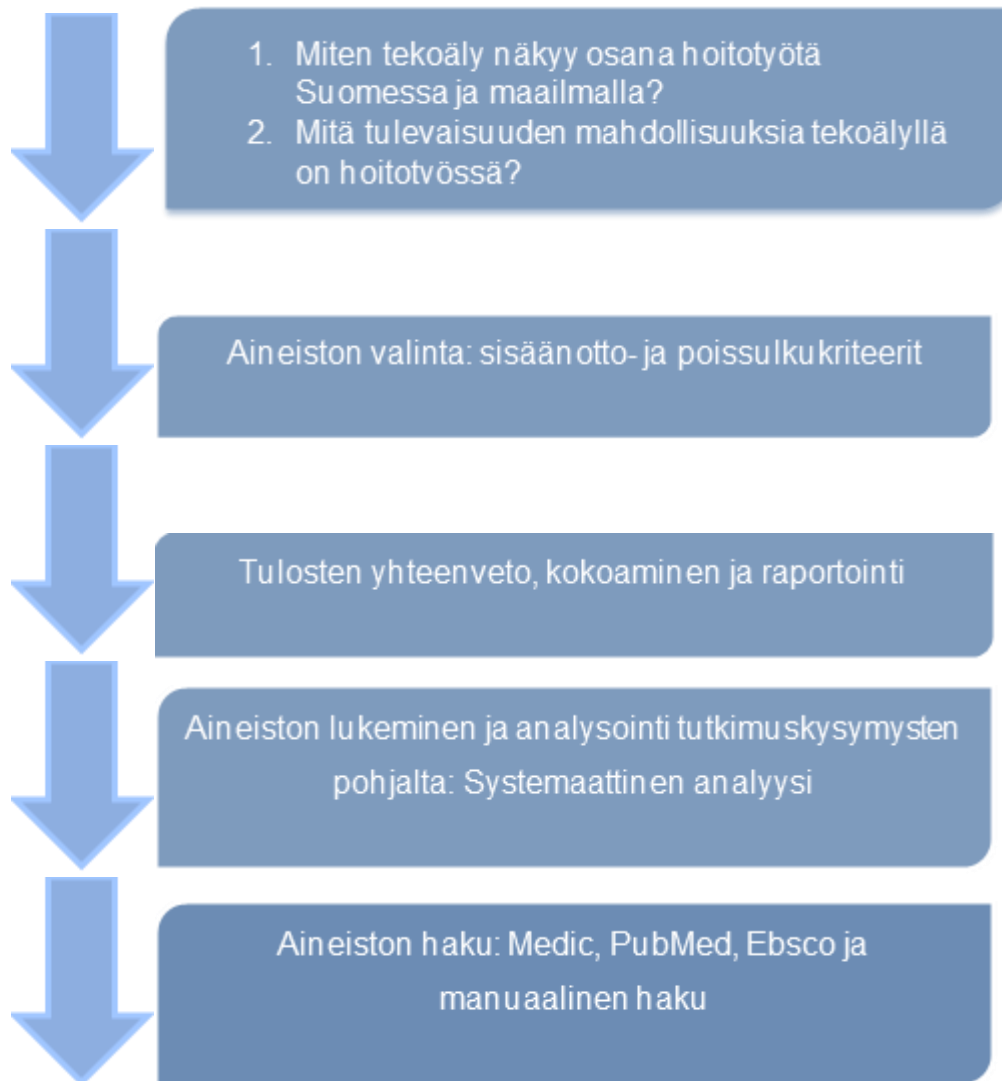 1. Miten tekoäly näkyy osana hoitotyötä
Suomessa ja maailmalla?
2. Mitä tulevaisuuden mahdollisuuksia tekoälyllä
on hoitotvössä?
Aineiston valinta: sisäänotto- ja poissulkukriteerit
Tulosten yhteenveto, kokoaminen ja raportointi
Aineiston lukeminen ja analysointi tutkimuskysymysten
pohjalta: Systemaattinen analyysi
Aineiston haku: Medic, PubMed, Ebsco ja
manuaalinen haku